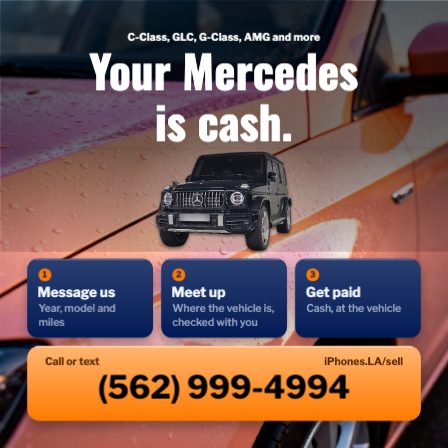 C-Class, GLC, G-Class, AMG and more
Your Mercedes
is cash.
1
Message us
Year, model and
miles
2
Meet up
Where the vehicle is,
checked with you
3
Get paid
Cash, at the vehicle
Call or text
iPhones.LA/sell
(562) 999-4994